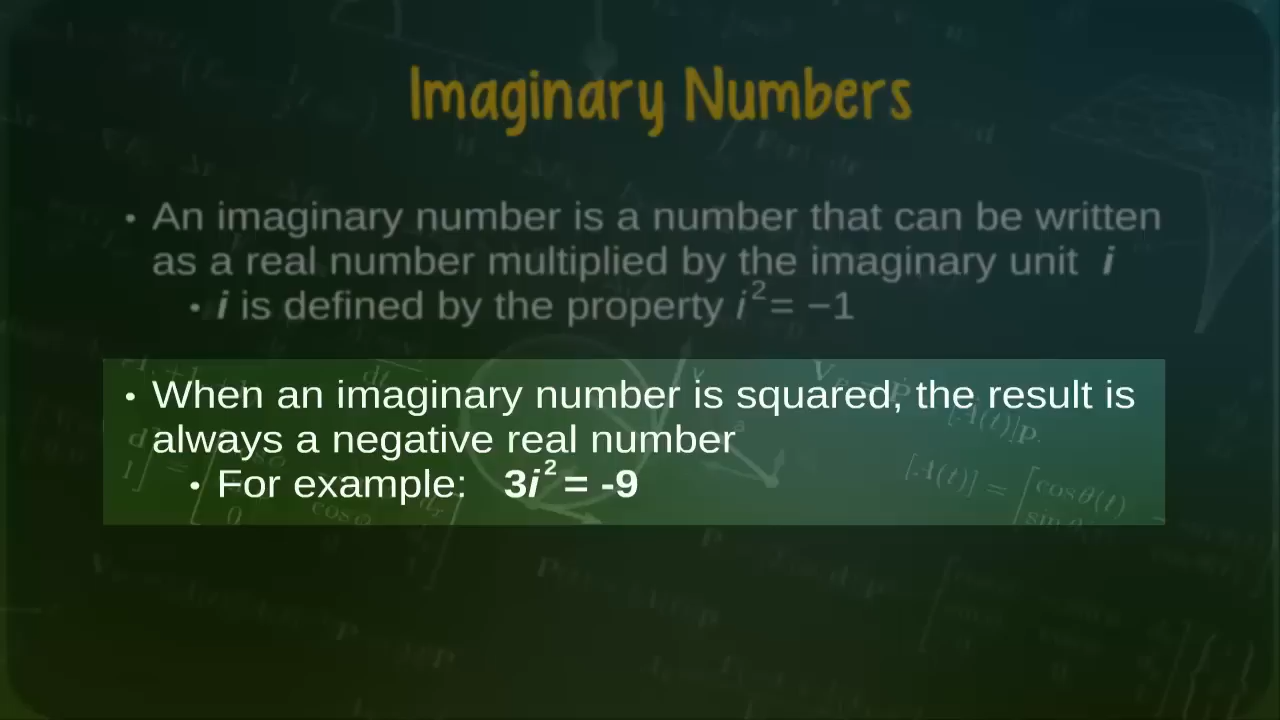 Imaginary Numbers
• An imaginary number is a number that can be written
as a real number multiplied by the imaginary unit i
• i is defined by the property i² = −1
• When an imaginary number is squared, the result is
always a negative real number
• For example: 3i² = -9
[A(t)]p.
[A(t)] = [cosθ(t)